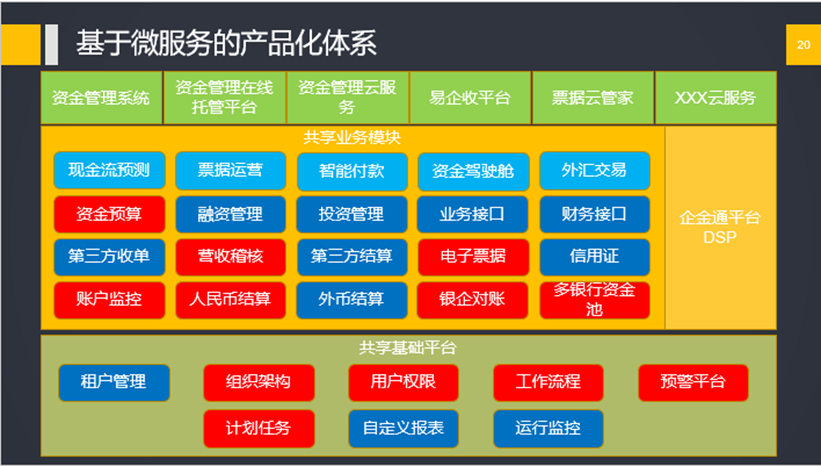 基于微服务的产品化体系
20
资金管理系统
资金管理在线
托管平台
资金管理云服
务
易企收平台
票据云管家
XXX云服务
共享业务模块
现金流预测
票据运营
智能付款
资金驾驶舱
外汇交易
资金预算
融资管理
投资管理
业务接口
财务接口
第三方收单
营收稽核
第三方结算
电子票据
信用证
账户监控
人民币结算
外币结算
银企对账
多银行资金
池
企金通平台
DSP
共享基础平台
租户管理
组织架构
用户权限
工作流程
预警平台
计划任务
自定义报表
运行监控